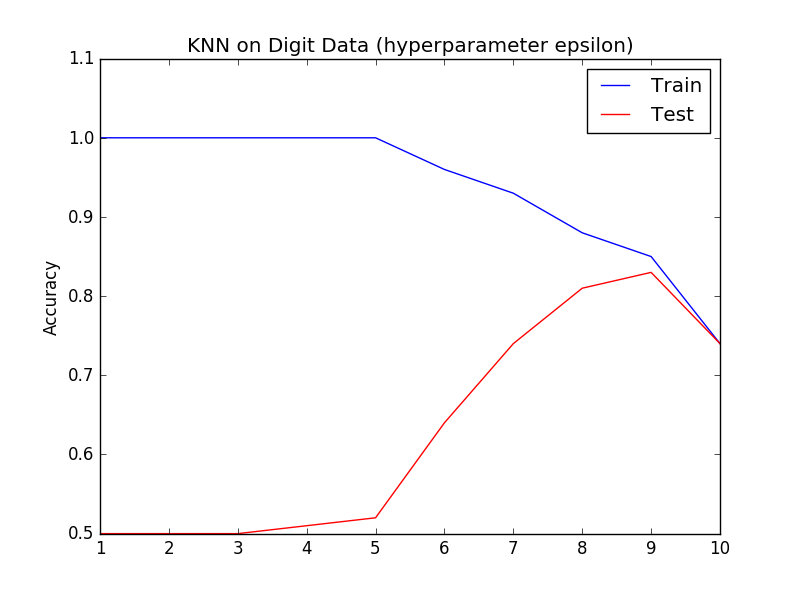 KNN on Digit Data (hyperparameter epsilon)
1.1
1.0
0.9
0.8
0.7
0.6
0.5
Accuracy
Train
Test
1 2 3 4 5 6 7 8 9 10